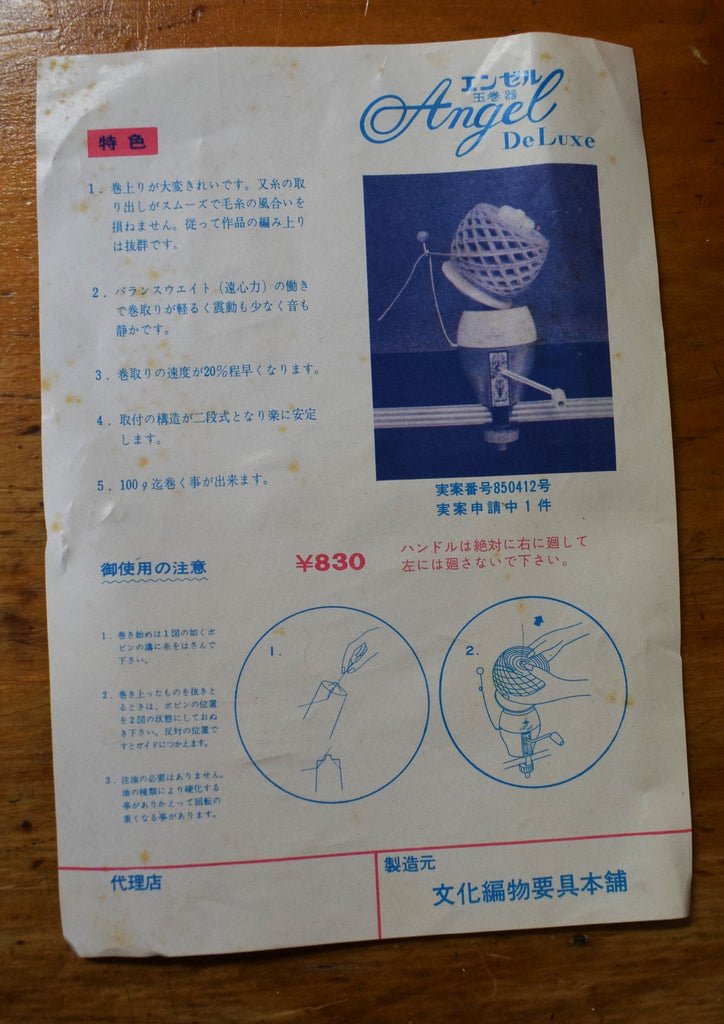 エンゼル
玉巻器
Angel
DeLuxe
特色
1．巻上りが大変きれいです。又糸の取
り出しがスムーズで毛糸の風合いを
損ねません。従って作品の編み上り
は抜群です。
2．バランスウエイト（遠心力）の働き
で巻取りが軽るく震動も少なく音も
静かです。
3．巻取りの速度が20%程早くなります。
4．取付の構造が二段式となり楽に安定
します。
5．100g迄巻く事が出来ます。
実案番号850412号
実案申請中1件
御使用の注意
¥830
ハンドルは絶対に右に廻して
左には廻さないで下さい。
1．巻き始めは1図の如くボ
ビンの溝に糸をはさんで
下さい。
2．巻き上ったものを抜きと
るときは、ボビンの位置
を2図の状態にしておぬ
き下さい。反対の位置で
すとガイドにつかえます。
3．注油の必要はありません。
油の種類により硬化する
事がありかえって回転の
重くなる事があります。
1.
2.
代理店
製造元
文化編物要具本舗